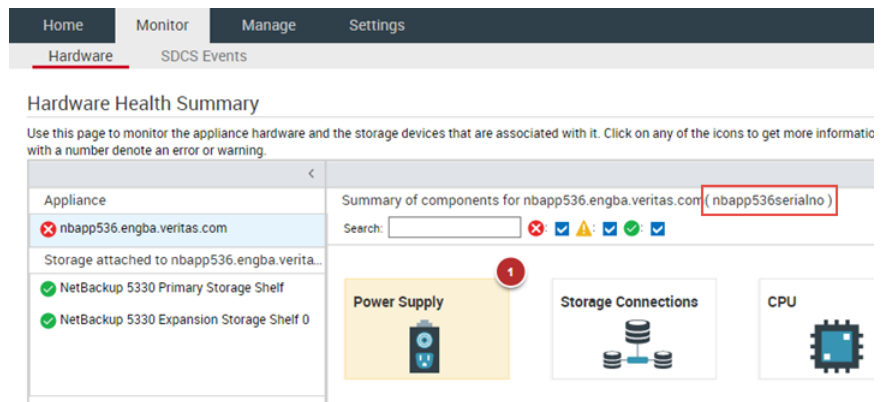 Home Monitor Manage Settings
Hardware SDCS Events
Hardware Health Summary
Use this page to monitor the appliance hardware and the storage devices that are associated with it. Click on any of the icons to get more informatio
with a number denote an error or warning.
<
Appliance
nbapp536.engba.veritas.com
Storage attached to nbapp536.engba.verita...
NetBackup 5330 Primary Storage Shelf
NetBackup 5330 Expansion Storage Shelf 0
Summary of components for nbapp536.engba.veritas.com( nbapp536serialno )
Search: : : :
1
Power Supply
Storage Connections
CPU